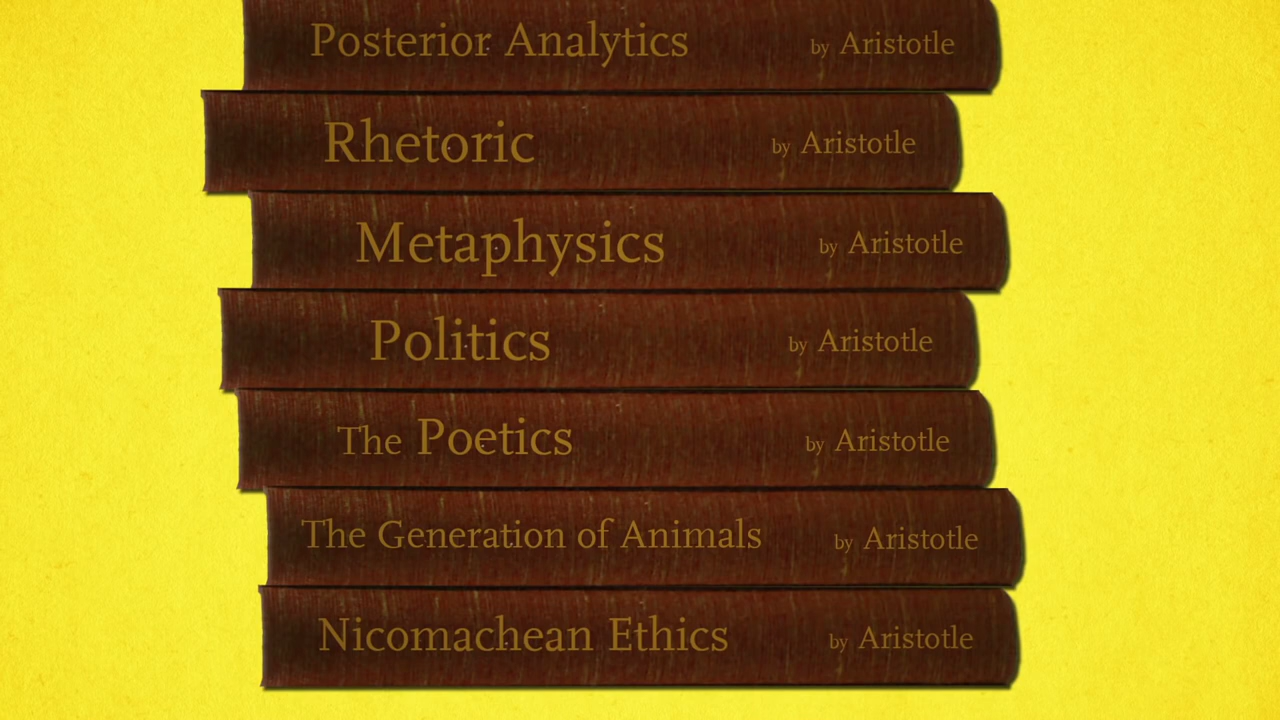 Posterior Analytics by Aristotle
Rhetoric by Aristotle
Metaphysics by Aristotle
Politics by Aristotle
The Poetics by Aristotle
The Generation of Animals by Aristotle
Nicomachean Ethics by Aristotle